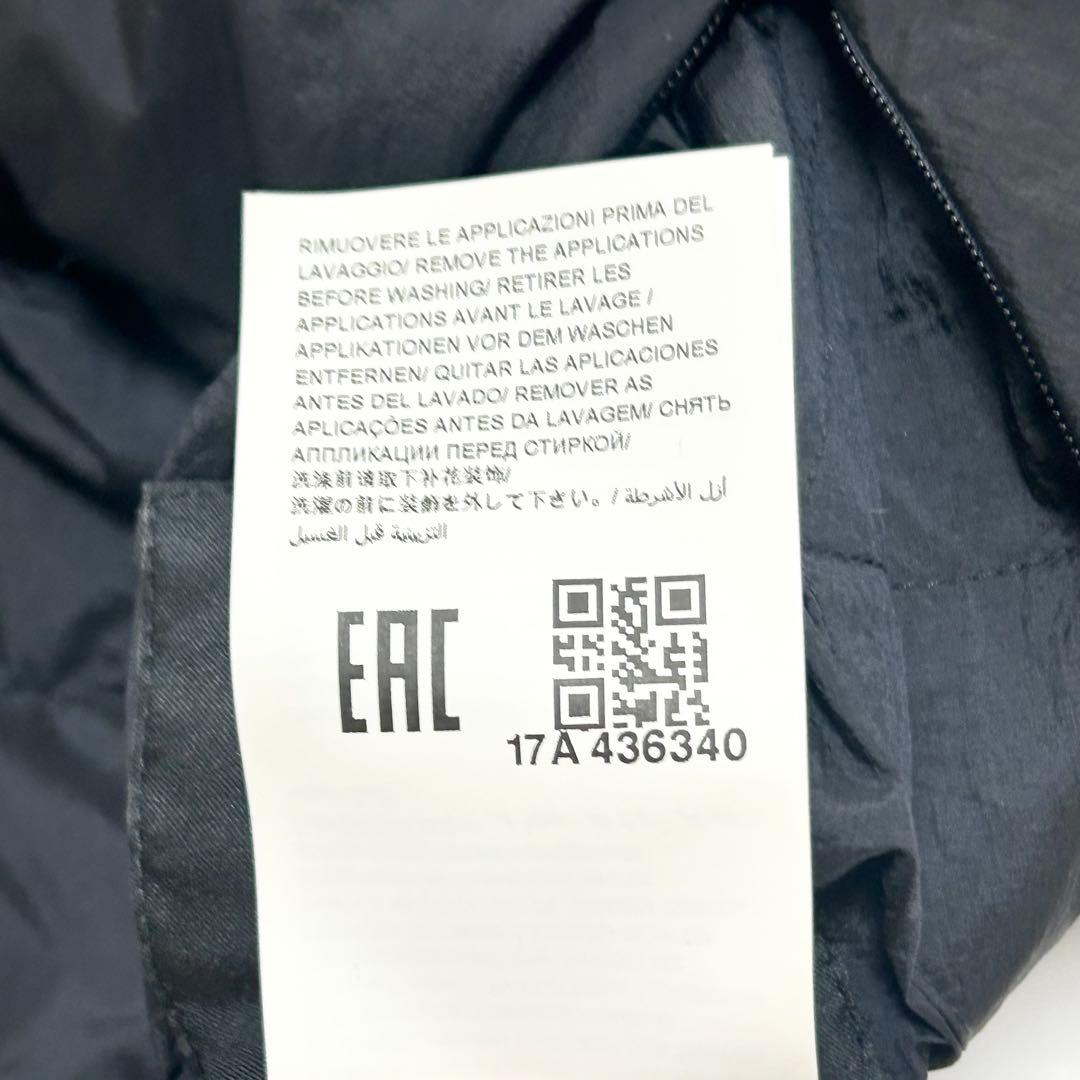 RIMUOVERE LE APPLICAZIONI PRIMA DEL
LAVAGGIO/ REMOVE THE APPLICATIONS
BEFORE WASHING/ RETIRER LES
APPLICATIONS AVANT LE LAVAGE /
APPLIKATIONEN VOR DEM WASCHEN
ENTFERNEN/ QUITAR LAS APLICACIONES
ANTES DEL LAVADO/ REMOVER AS
APLICAÇÕES ANTES DA LAVAGEM/ СНЯТЬ
АППЛИКАЦИИ ПЕРЕД СТИРКОЙ/
洗涤前请取下补花装饰/
洗濯の前に装飾を外して下さい。/ أزل الأشرطة
التزيينية قبل الغسيل
EAC
17A 436340